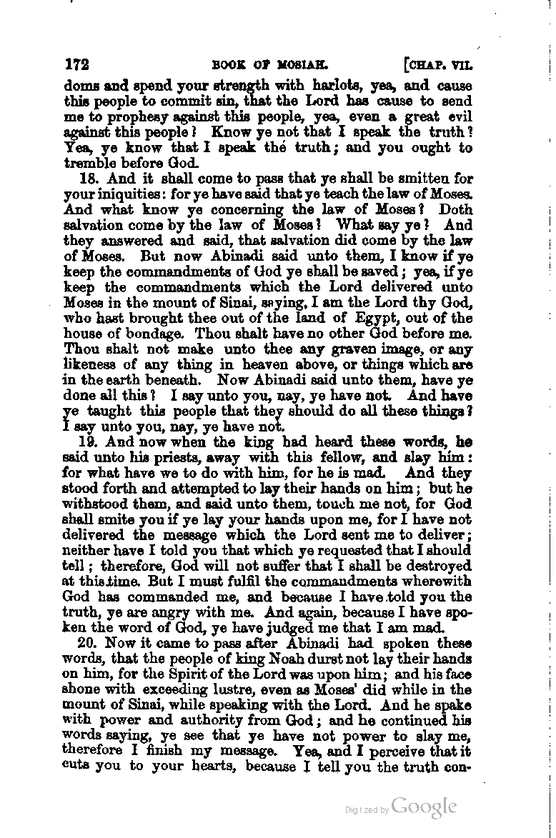 172 BOOK OF MOSIAH. [CHAP. VII.
doms and spend your strength with harlots, yea, and cause
this people to commit sin, that the Lord has cause to send
me to prophesy against this people, yea, even a great evil
against this people? Know ye not that I speak the truth?
Yea, ye know that I speak the truth; and you ought to
tremble before God.
18. And it shall come to pass that ye shall be smitten for
your iniquities: for ye have said that ye teach the law of Moses.
And what know ye concerning the law of Moses? Doth
salvation come by the law of Moses? What say ye? And
they answered and said, that salvation did come by the law
of Moses. But now Abinadi said unto them, I know if ye
keep the commandments of God ye shall be saved; yea, if ye
keep the commandments which the Lord delivered unto
Moses in the mount of Sinai, saying, I am the Lord thy God,
who hast brought thee out of the land of Egypt, out of the
house of bondage. Thou shalt have no other God before me.
Thou shalt not make unto thee any graven image, or any
likeness of any thing in heaven above, or things which are
in the earth beneath. Now Abinadi said unto them, have ye
done all this? I say unto you, nay, ye have not. And have
ye taught this people that they should do all these things?
I say unto you, nay, ye have not.
19. And now when the king had heard these words, he
said unto his priests, away with this fellow, and slay him:
for what have we to do with him, for he is mad. And they
stood forth and attempted to lay their hands on him; but he
withstood them, and said unto them, touch me not, for God
shall smite you if ye lay your hands upon me, for I have not
delivered the message which the Lord sent me to deliver;
neither have I told you that which ye requested that I should
tell; therefore, God will not suffer that I shall be destroyed
at this time. But I must fulfil the commandments wherewith
God has commanded me, and because I have told you the
truth, ye are angry with me. And again, because I have spo-
ken the word of God, ye have judged me that I am mad.
20. Now it came to pass after Abinadi had spoken these
words, that the people of king Noah durst not lay their hands
on him, for the Spirit of the Lord was upon him; and his face
shone with exceeding lustre, even as Moses' did while in the
mount of Sinai, while speaking with the Lord. And he spake
with power and authority from God; and he continued his
words saying, ye see that ye have not power to slay me,
therefore I finish my message. Yea, and I perceive that it
cuts you to your hearts, because I tell you the truth con-
Digitized by Google